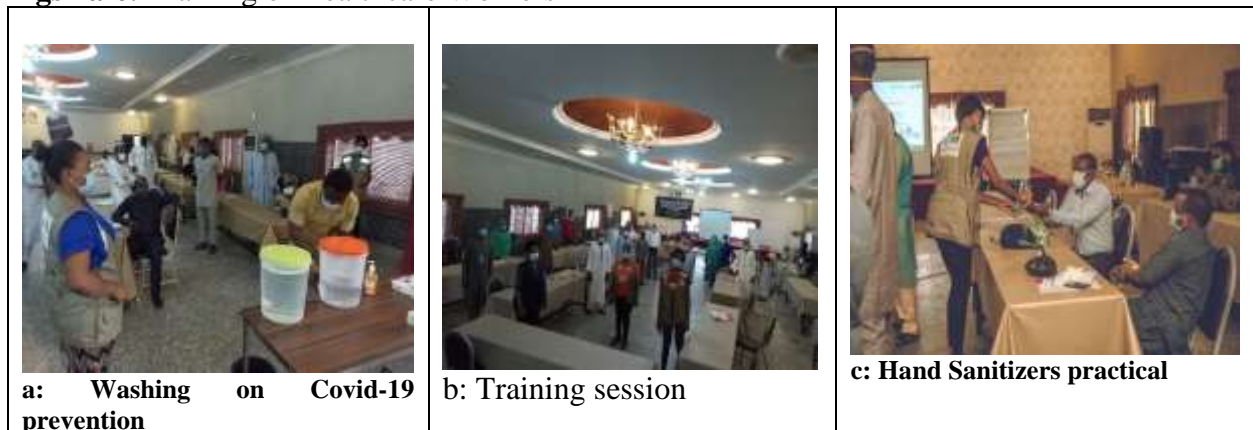 a: Washing on Covid-19
prevention
b: Training session
c: Hand Sanitizers practical